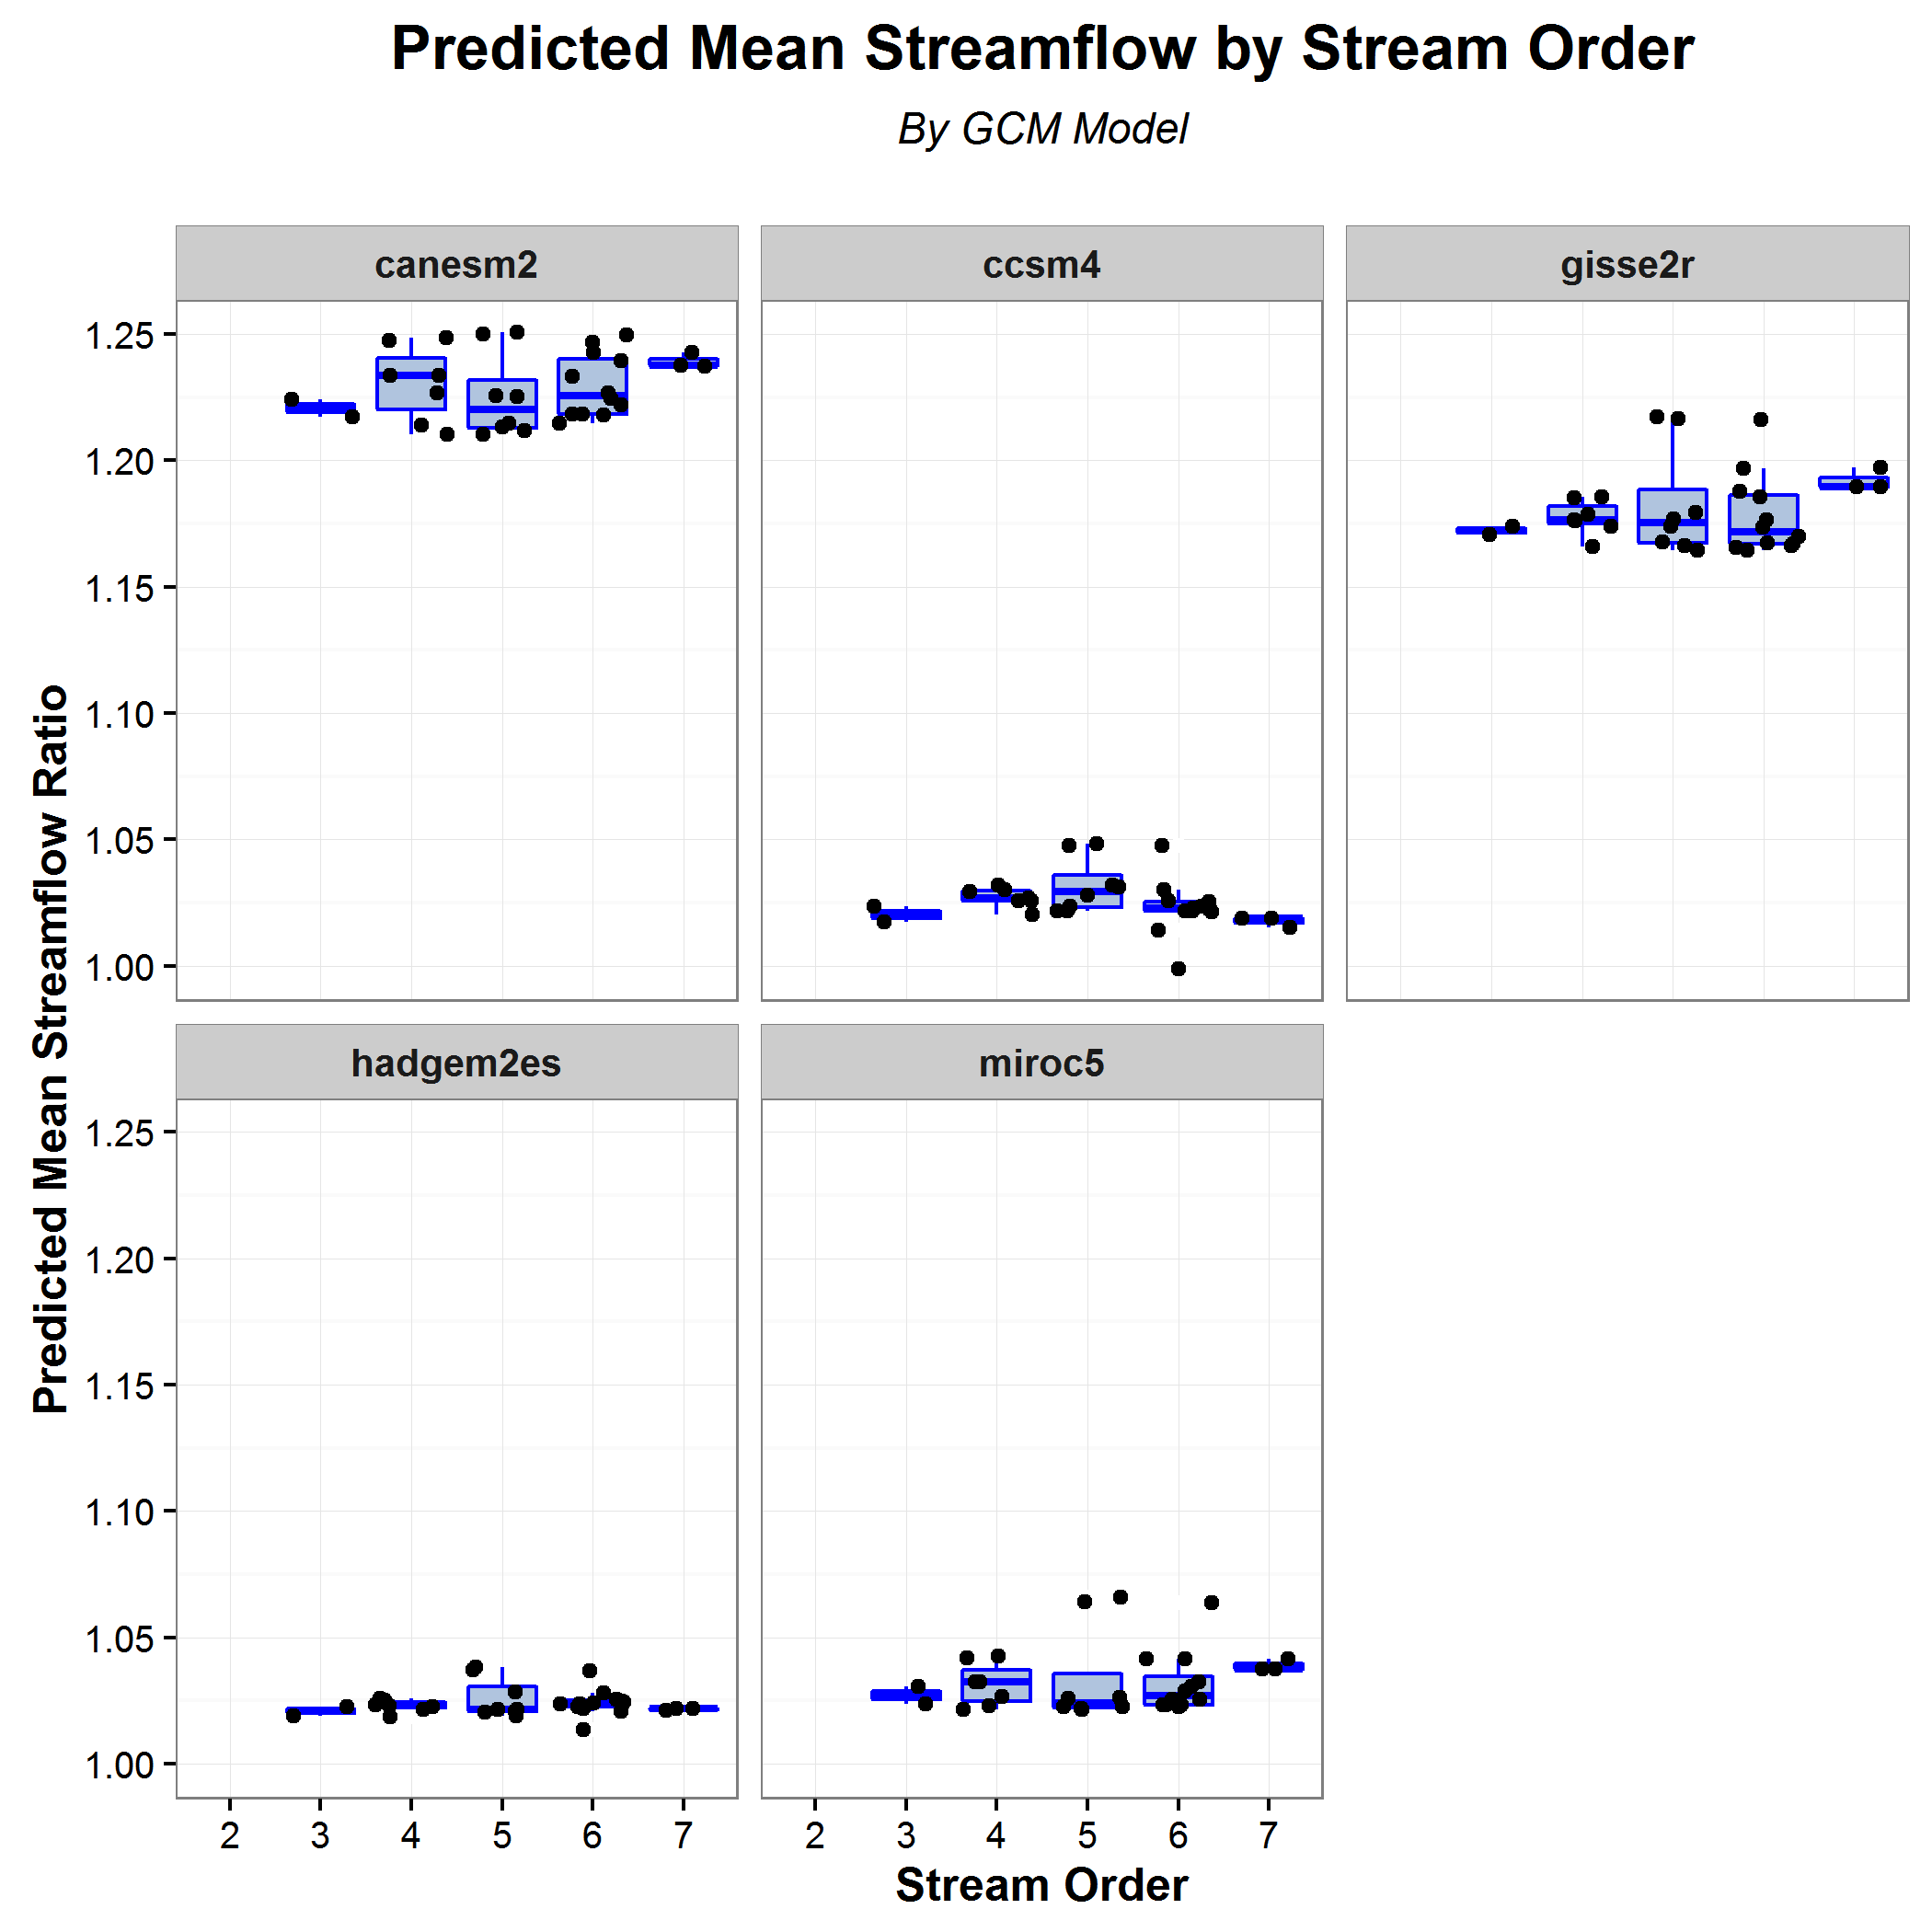 Predicted Mean Streamflow by Stream Order
By GCM Model
canesm2
ccsm4
gisse2r
1.25
1.20
1.15
1.10
1.05
1.00
Predicted Mean Streamflow Ratio
hadgem2es
miroc5
1.25
1.20
1.15
1.10
1.05
1.00
2 3 4 5 6 7
2 3 4 5 6 7
Stream Order